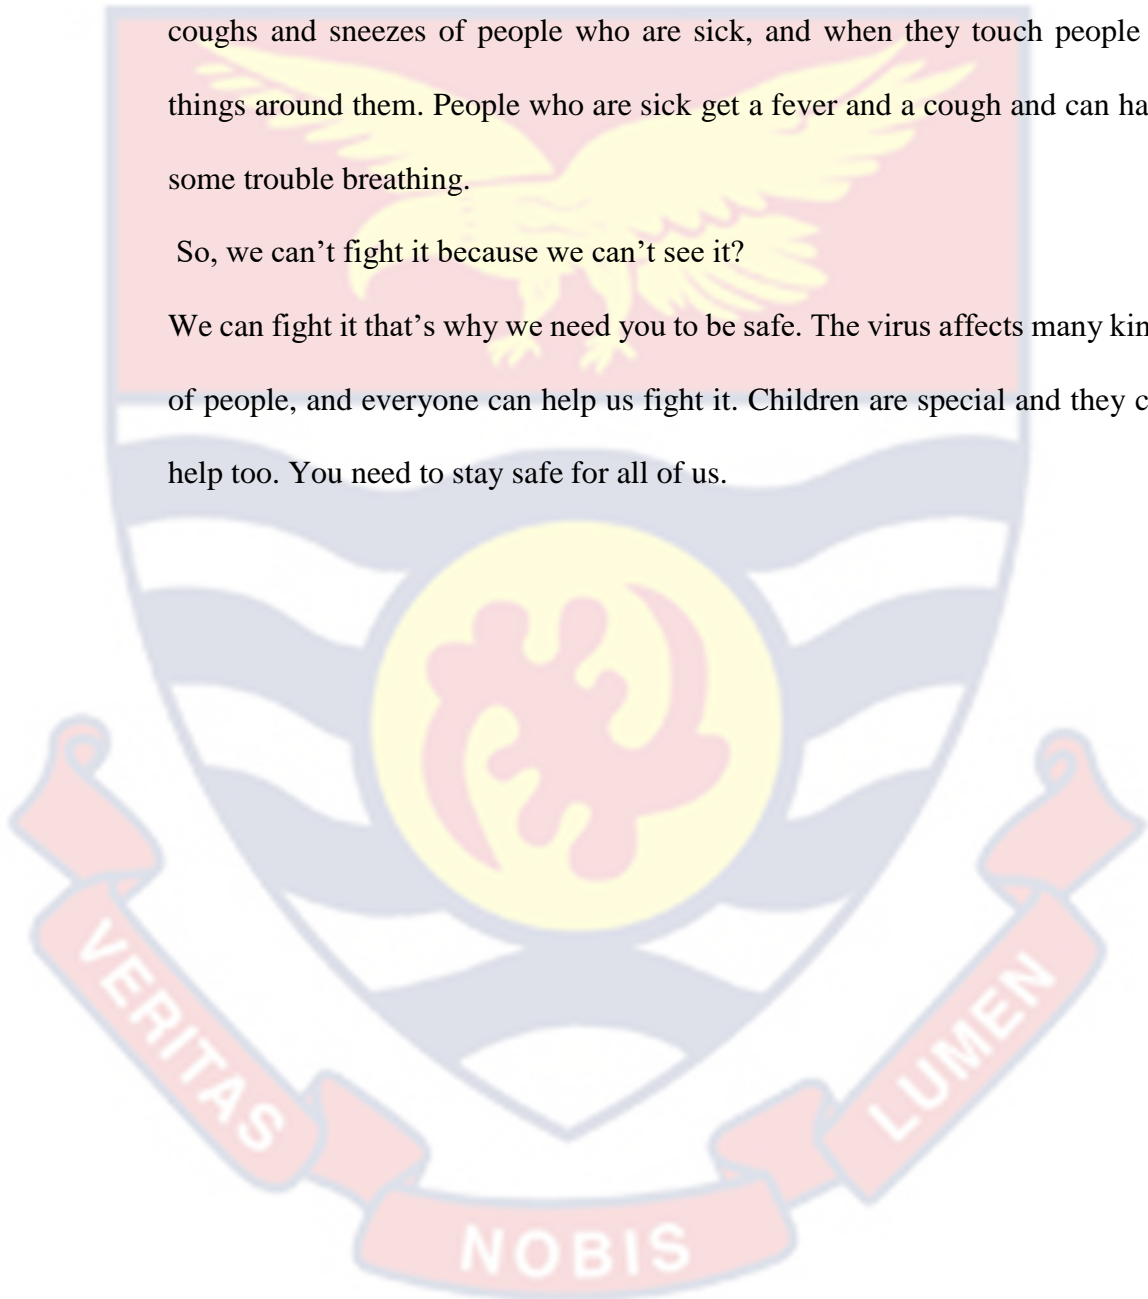 coughs and sneezes of people who are sick, and when they touch people
things around them. People who are sick get a fever and a cough and can
some trouble breathing.
So, we can’t fight it because we can’t see it?
We can fight it that’s why we need you to be safe. The virus affects many
of people, and everyone can help us fight it. Children are special and they
help too. You need to stay safe for all of us.
VERITAS
NOBIS
LUMEN